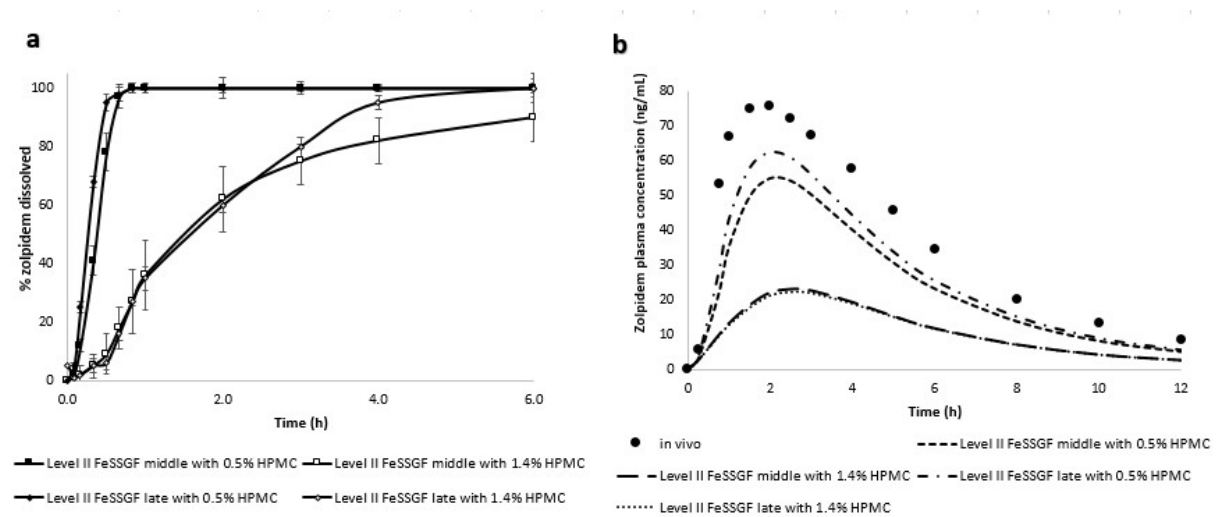 a
% zolpidem dissolved
100
80
60
40
20
0
0.0 2.0 4.0 6.0
Time (h)
Level II FeSSGF middle with 0.5% HPMC Level II FeSSGF middle with 1.4% HPMC
Level II FeSSGF late with 0.5% HPMC Level II FeSSGF late with 1.4% HPMC
b
Zolpidem plasma concentration (ng/mL)
80
70
60
50
40
30
20
10
0
0 2 4 6 8 10 12
Time (h)
in vivo Level II FeSSGF middle with 0.5% HPMC
Level II FeSSGF middle with 1.4% HPMC Level II FeSSGF late with 0.5% HPMC
Level II FeSSGF late with 1.4% HPMC